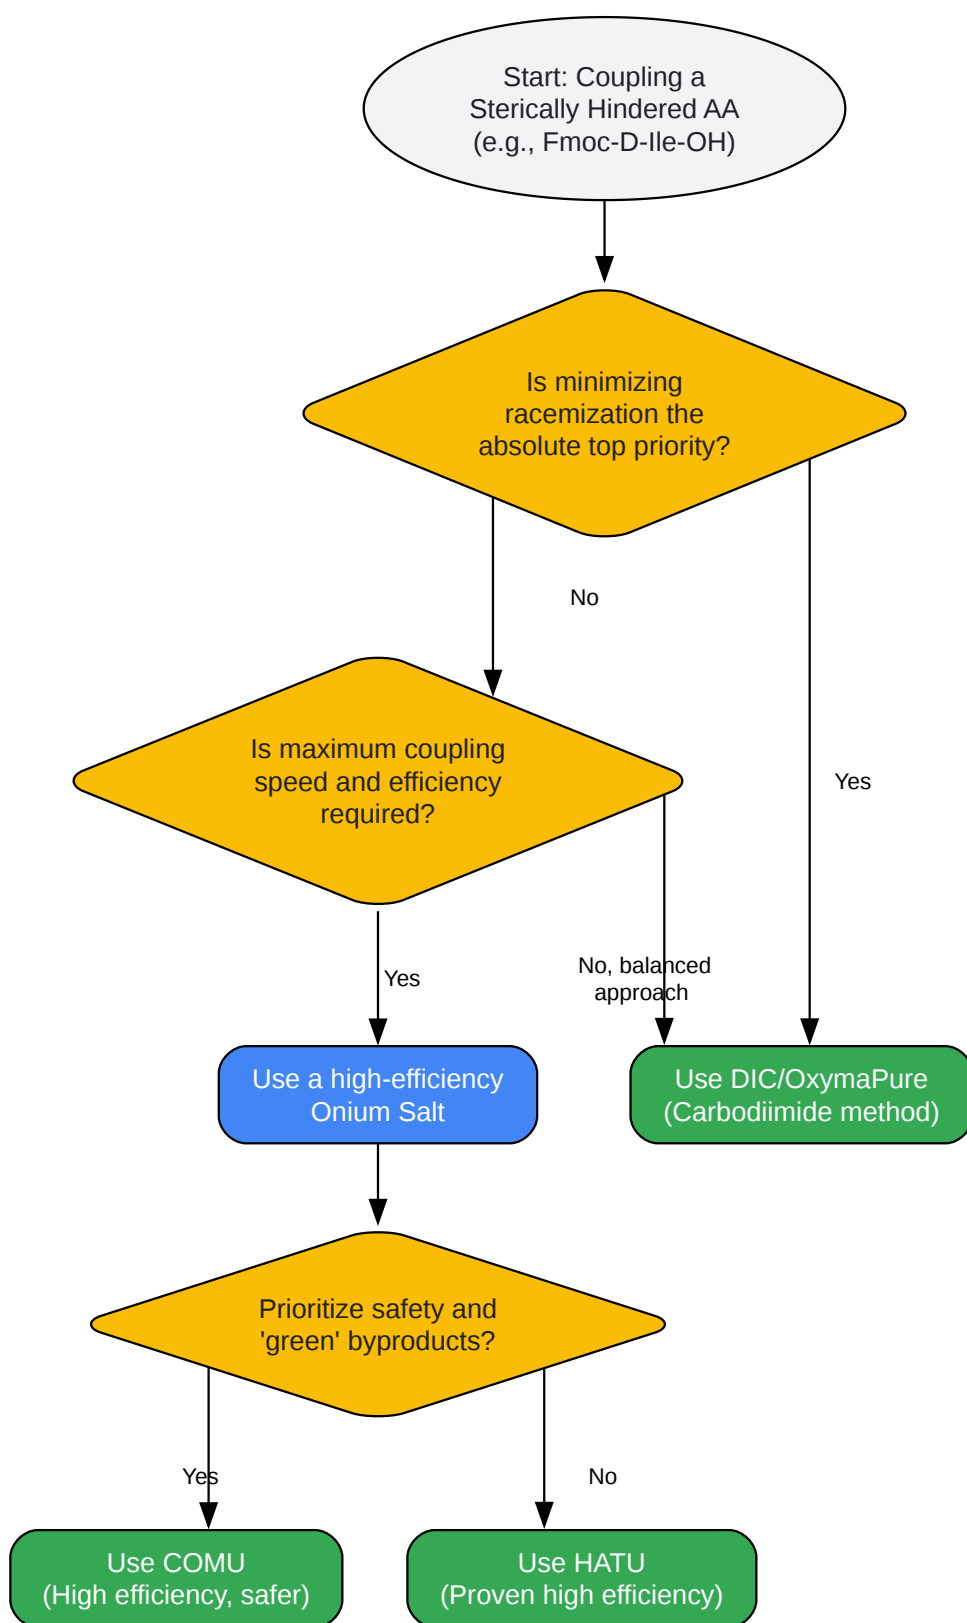 Start: Coupling a
Sterically Hindered AA
(e.g., Fmoc-D-Ile-OH)
Is minimizing
racemization the
absolute top priority?
No
Is maximum coupling
speed and efficiency
required?
Yes
Yes
No, balanced
approach
Use a high-efficiency
Onium Salt
Use DIC/OxymaPure
(Carbodiimide method)
Prioritize safety and
'green' byproducts?
Yes
No
Use COMU
(High efficiency, safer)
Use HATU
(Proven high efficiency)